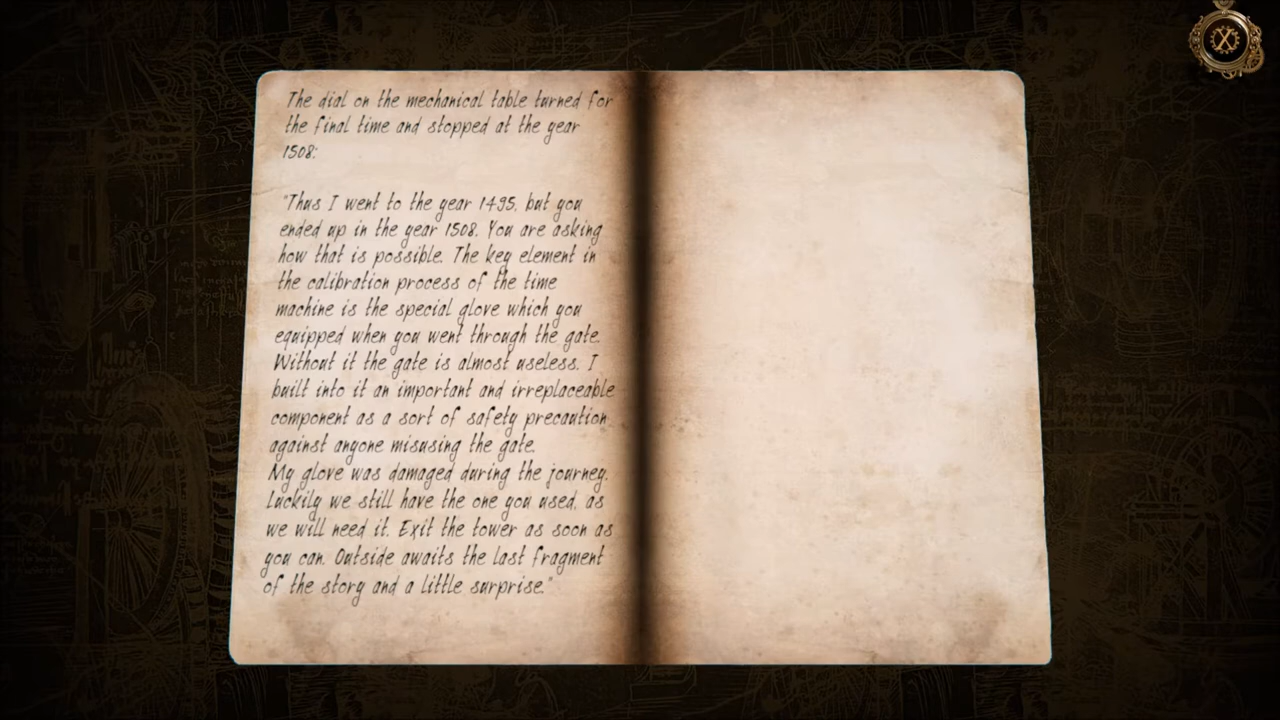 The dial on the mechanical table turned for
the final time and stopped at the year
1508:
"Thus I went to the year 1495, but you
ended up in the year 1508. You are asking
how that is possible. The key element in
the calibration process of the time
machine is the special glove which you
equipped when you went through the gate.
Without it the gate is almost useless. I
built into it an important and irreplaceable
component as a sort of safety precaution
against anyone misusing the gate.
My glove was damaged during the journey.
Luckily we still have the one you used, as
we will need it. Exit the tower as soon as
you can. Outside awaits the last fragment
of the story and a little surprise."